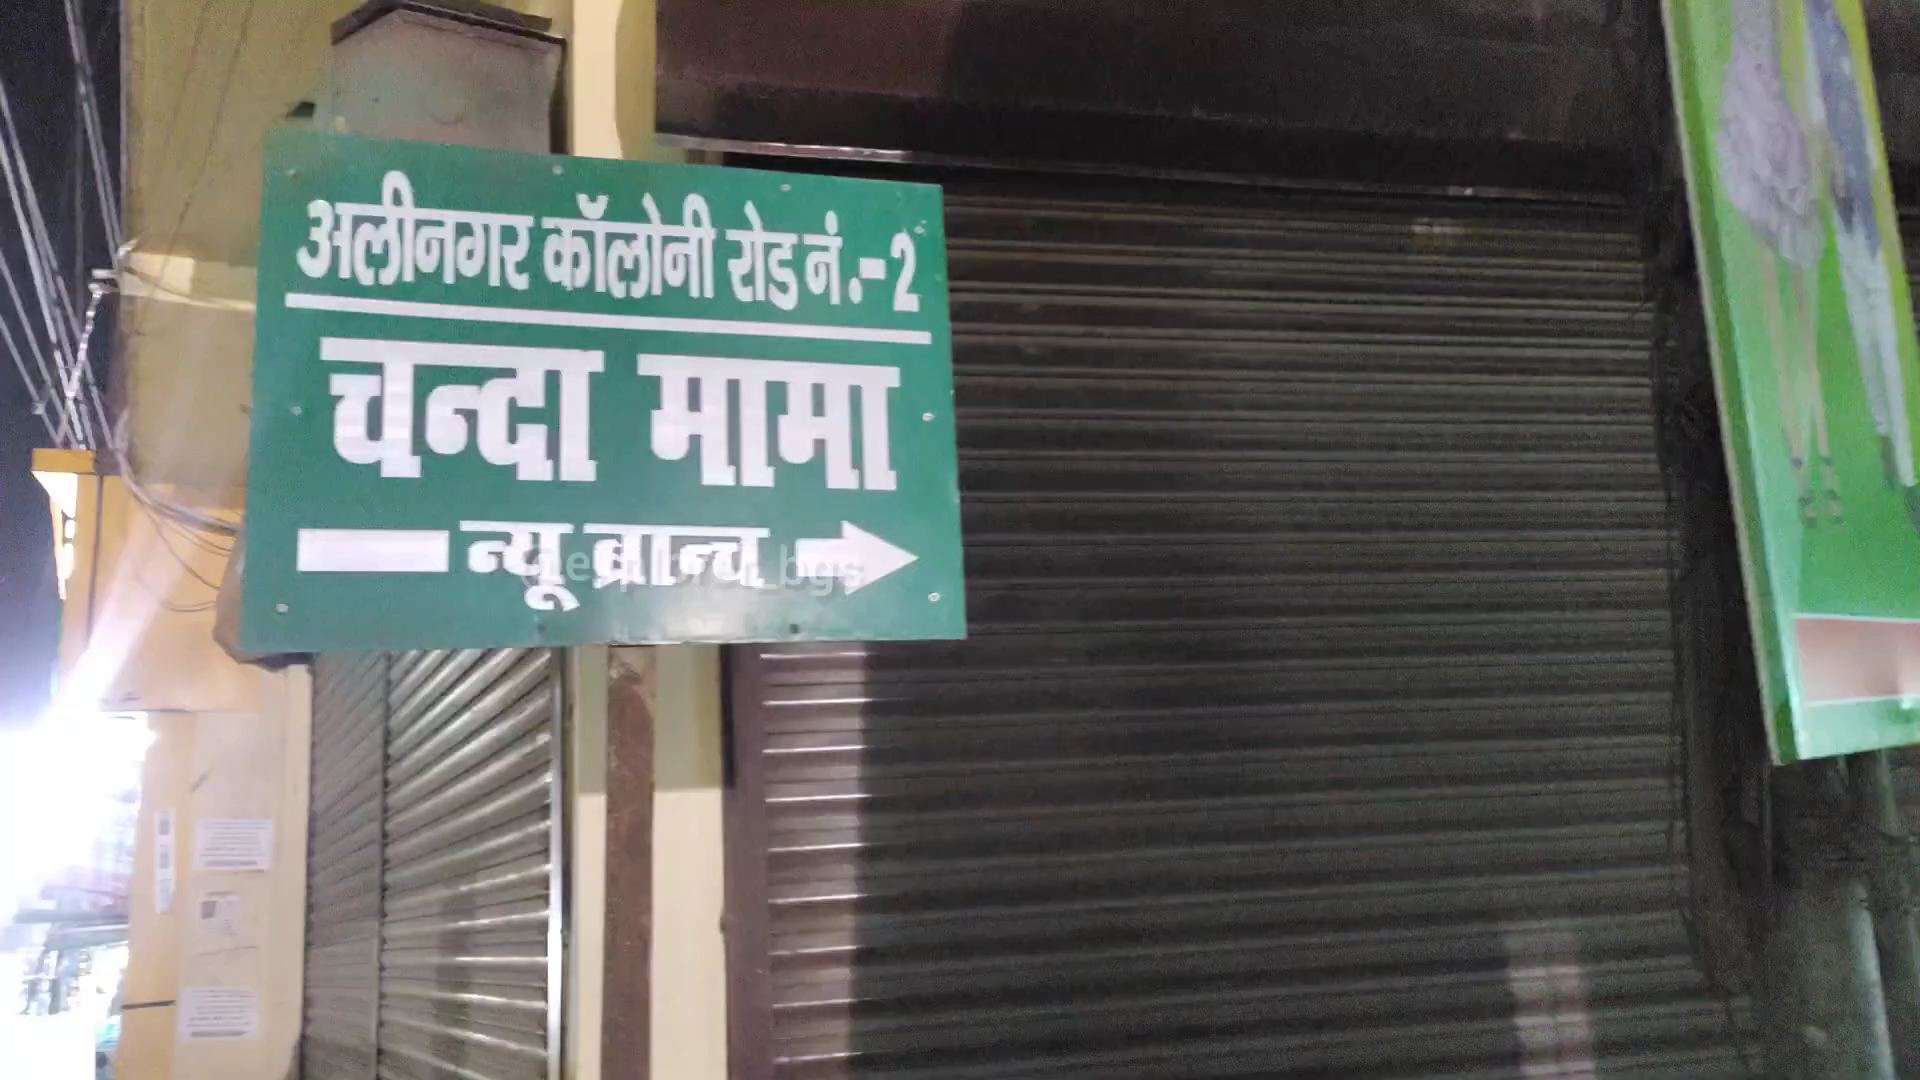 अलीनगर कॉलोनी रोड नं.-2
चन्दा मामा
न्यू ब्रान्च